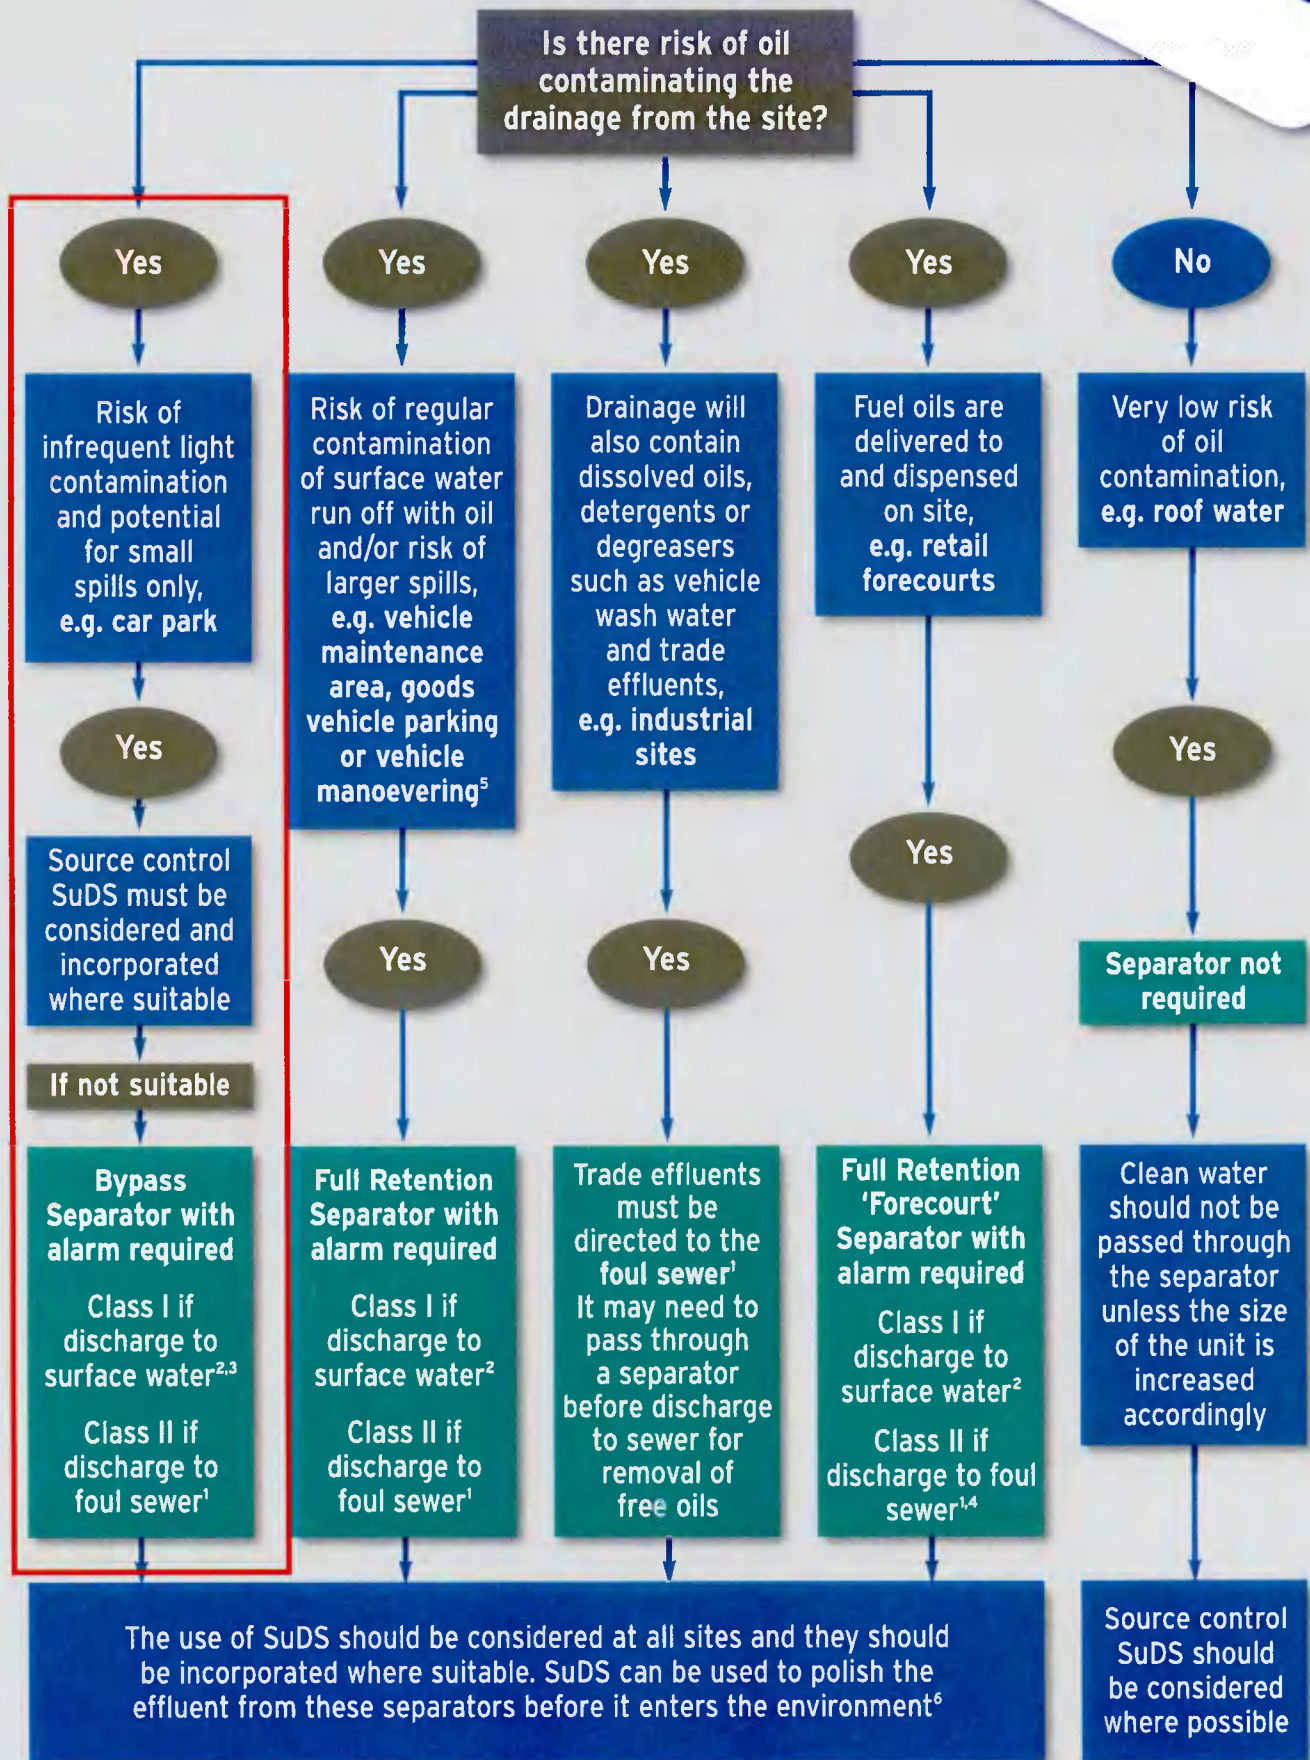 Is there risk of oil
contaminating the
drainage from the site?
Yes
Risk of
infrequent light
contamination
and potential
for small
spills only,
e.g. car park
Yes
Source control
SuDS must be
considered and
incorporated
where suitable
If not suitable
Bypass
Separator with
alarm required
Class I if
discharge to
surface water²,³
Class II if
discharge to
foul sewer¹
Yes
Risk of regular
contamination
of surface water
run off with oil
and/or risk of
larger spills,
e.g. vehicle
maintenance
area, goods
vehicle parking
or vehicle
manoevering⁵
Yes
Full Retention
Separator with
alarm required
Class I if
discharge to
surface water²
Class II if
discharge to
foul sewer¹
Yes
Drainage will
also contain
dissolved oils,
detergents or
degreasers
such as vehicle
wash water
and trade
effluents,
e.g. industrial
sites
Yes
Trade effluents
must be
directed to the
foul sewer¹
It may need to
pass through
a separator
before discharge
to sewer for
removal of
free oils
Yes
Fuel oils are
delivered to
and dispensed
on site,
e.g. retail
forecourts
Yes
Full Retention
'Forecourt'
Separator with
alarm required
Class I if
discharge to
surface water²
Class II if
discharge to foul
sewer¹,⁴
No
Very low risk
of oil
contamination,
e.g. roof water
Yes
Separator not
required
Clean water
should not be
passed through
the separator
unless the size
of the unit is
increased
accordingly
The use of SuDS should be considered at all sites and they should
be incorporated where suitable. SuDS can be used to polish the
effluent from these separators before it enters the environment⁶
Source control
SuDS should
be considered
where possible